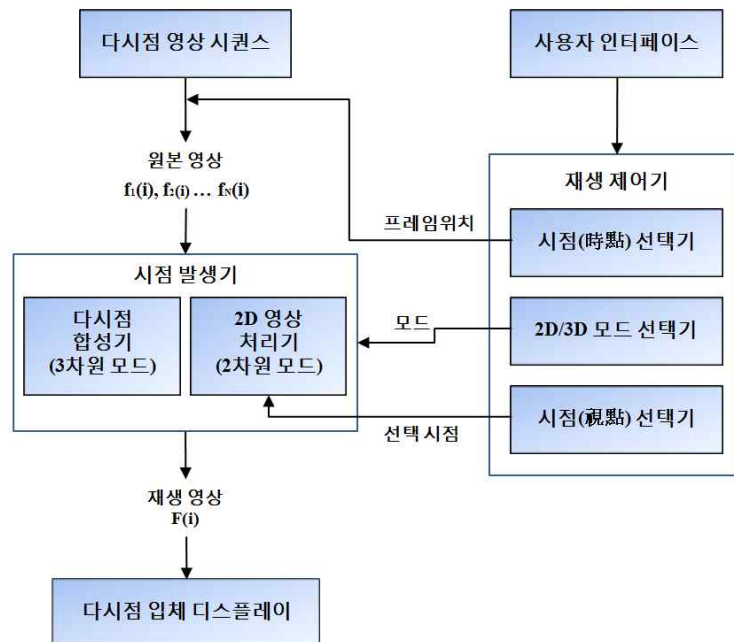 다시점 영상 시퀀스
사용자 인터페이스
원본 영상
f₁(i), f₂(i) … fN(i)
재생 제어기
프레임위치
시점(時點) 선택기
시점 발생기
다시점
합성기
(3차원 모드)
2D 영상
처리기
(2차원 모드)
모드
2D/3D 모드 선택기
선택 시점
시점(視點) 선택기
재생 영상
F(i)
다시점 입체 디스플레이